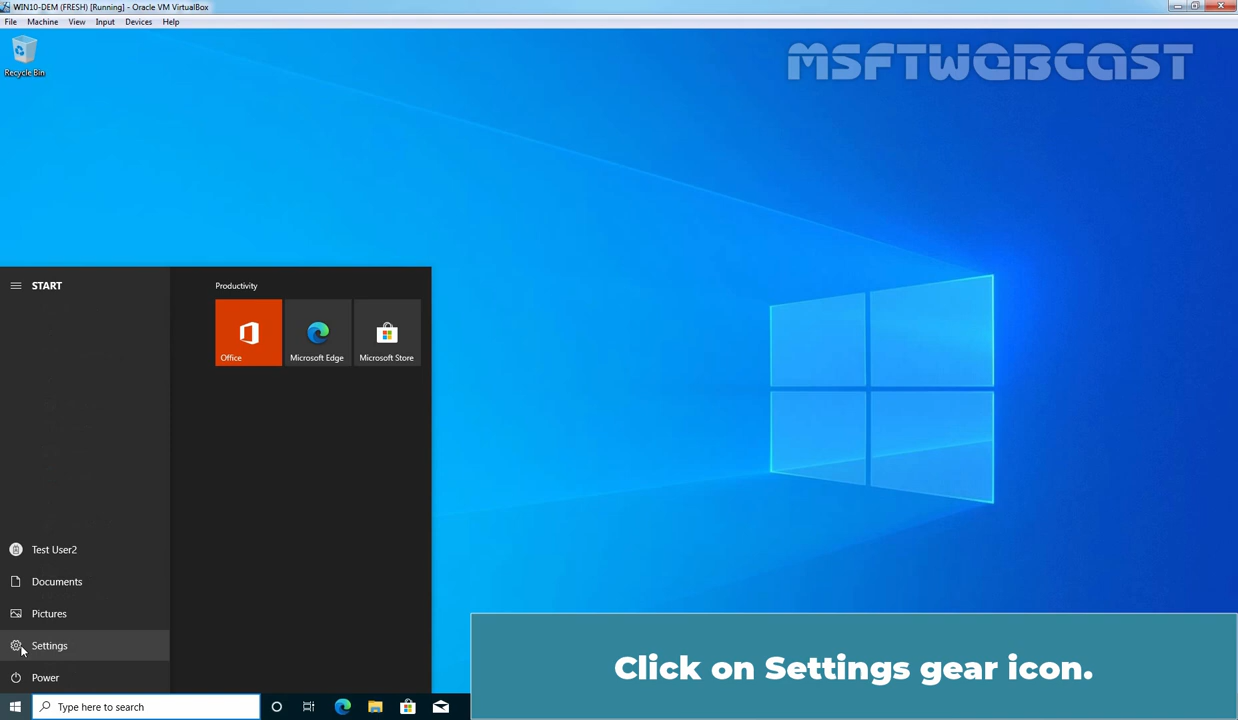 WIN10-DEM (FRESH) [Running] - Oracle VM VirtualBox
File Machine View Input Devices Help
Recycle Bin
MSFTWEBCAST
START
Productivity
Office
Microsoft Edge
Microsoft Store
Test User2
Documents
Pictures
Settings
Power
Type here to search
Click on Settings gear icon.